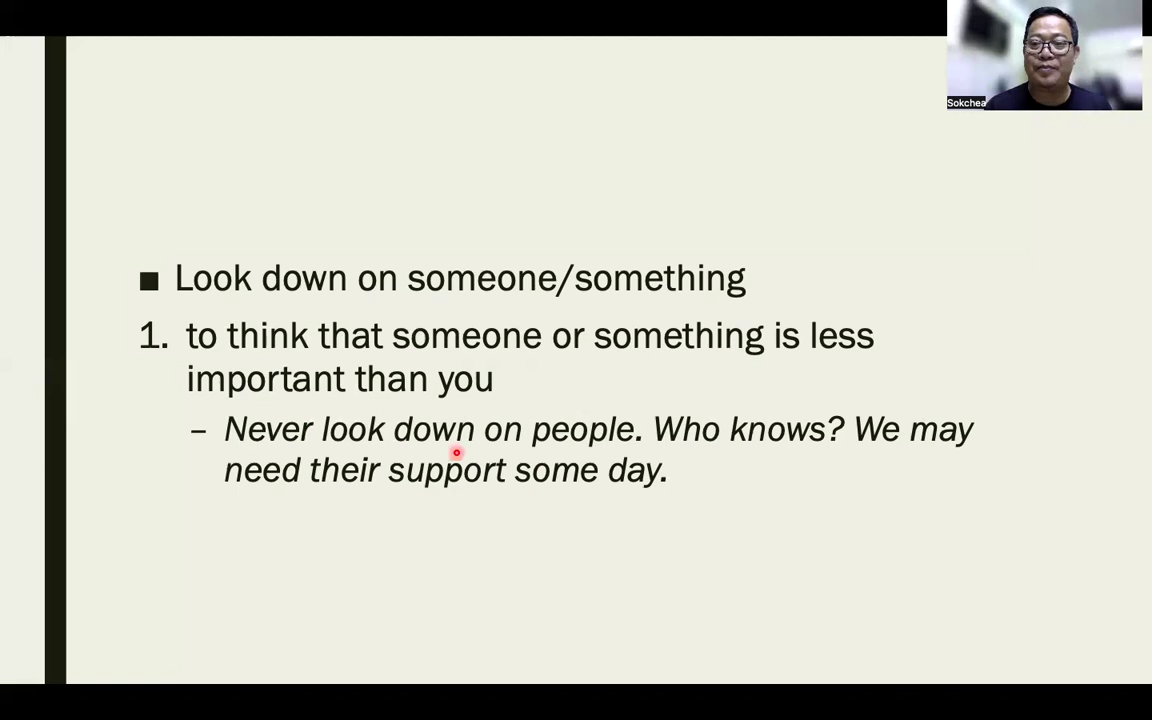 Sokchea
■ Look down on someone/something
1. to think that someone or something is less
important than you
– Never look down on people. Who knows? We may
need their support some day.